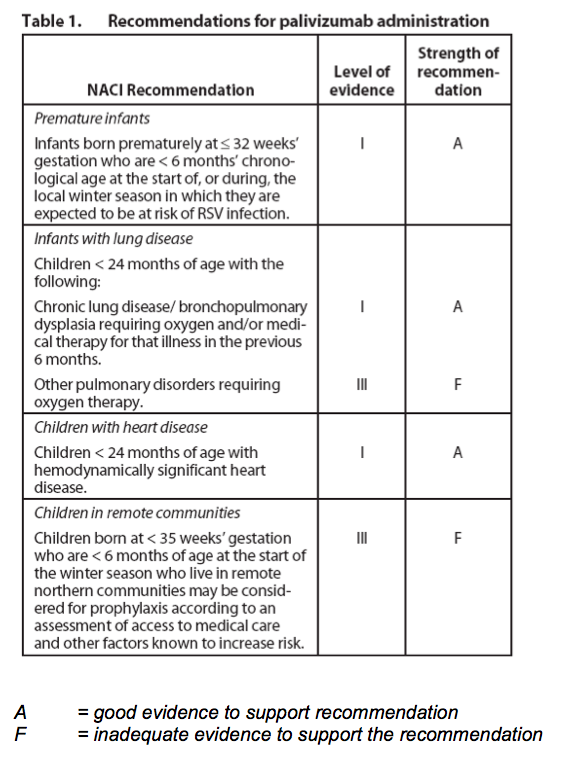 Table 1. Recommendations for palivizumab administration
NACI Recommendation
Level of
evidence
Strength of
recommen-
dation
Premature infants
Infants born prematurely at ≤ 32 weeks'
gestation who are < 6 months' chrono-
logical age at the start of, or during, the
local winter season in which they are
expected to be at risk of RSV infection.
I
A
Infants with lung disease
Children < 24 months of age with the
following:
Chronic lung disease/ bronchopulmonary
dysplasia requiring oxygen and/or medi-
cal therapy for that illness in the previous
6 months.
I
A
Other pulmonary disorders requiring
oxygen therapy.
III
F
Children with heart disease
Children < 24 months of age with
hemodynamically significant heart
disease.
I
A
Children in remote communities
Children born at < 35 weeks' gestation
who are < 6 months of age at the start of
the winter season who live in remote
northern communities may be consid-
ered for prophylaxis according to an
assessment of access to medical care
and other factors known to increase risk.
III
F
A = good evidence to support recommendation
F = inadequate evidence to support the recommendation